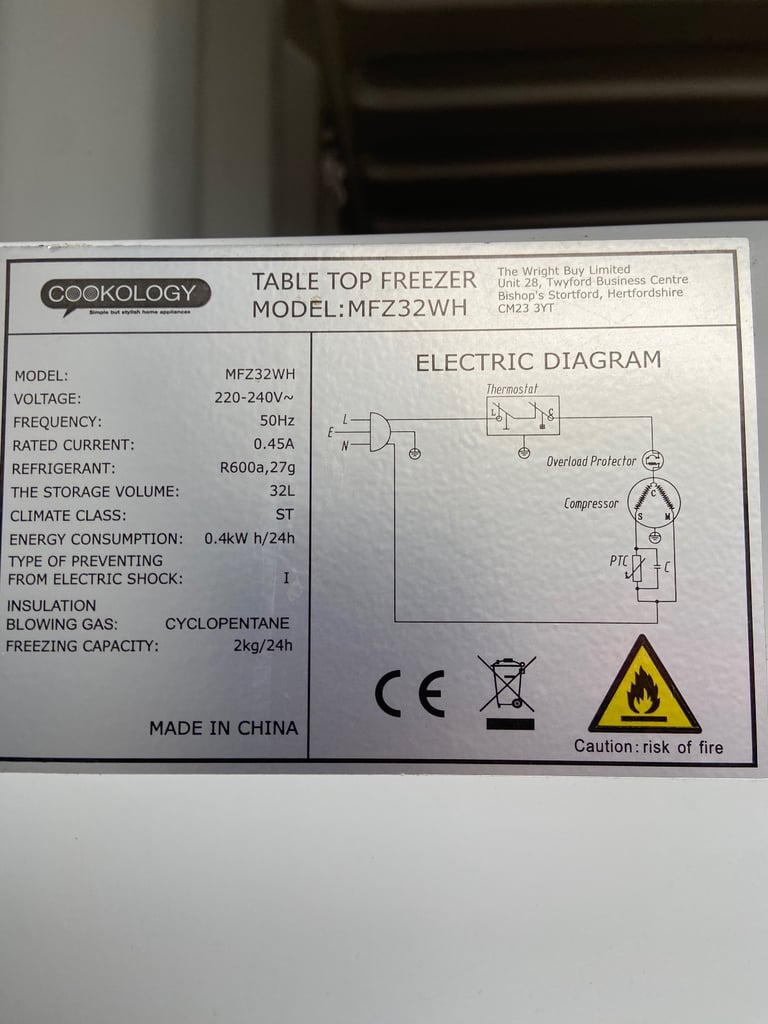 COOKOLOGY
Simple but stylish home appliances
TABLE TOP FREEZER
MODEL:MFZ32WH
The Wright Buy Limited
Unit 28, Twyford Business Centre
Bishop's Stortford, Hertfordshire
CM23 3YT
MODEL: MFZ32WH
VOLTAGE: 220-240V~
FREQUENCY: 50Hz
RATED CURRENT: 0.45A
REFRIGERANT: R600a,27g
THE STORAGE VOLUME: 32L
CLIMATE CLASS: ST
ENERGY CONSUMPTION: 0.4kW h/24h
TYPE OF PREVENTING
FROM ELECTRIC SHOCK: I
INSULATION
BLOWING GAS: CYCLOPENTANE
FREEZING CAPACITY: 2kg/24h
MADE IN CHINA
ELECTRIC DIAGRAM
Thermostat
L C
L
E
N
Overload Protector
Compressor
C
S M
PTC C
CE
Caution: risk of fire